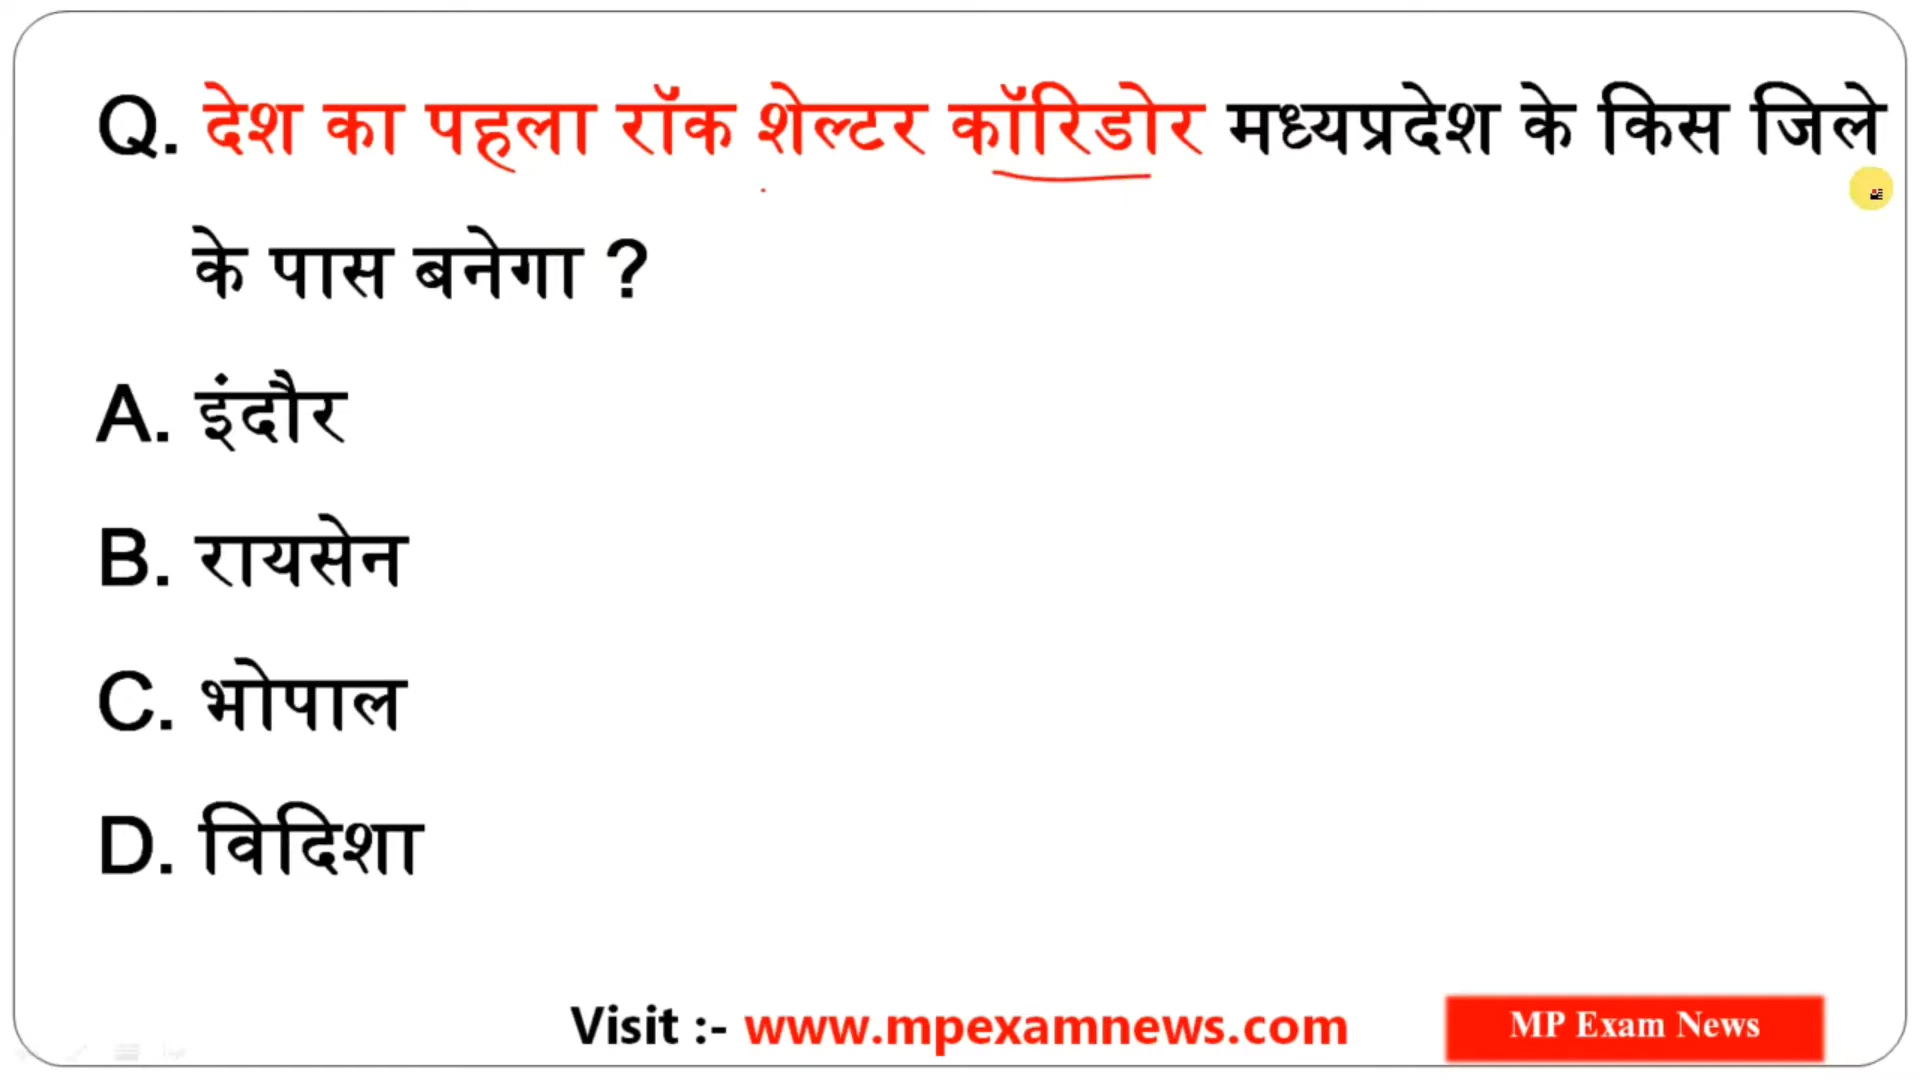 Q. देश का पहला रॉक शेल्टर कॉरिडोर मध्यप्रदेश के किस जिले
के पास बनेगा ?
A. इंदौर
B. रायसेन
C. भोपाल
D. विदिशा
Visit :- www.mpexamnews.com
MP Exam News